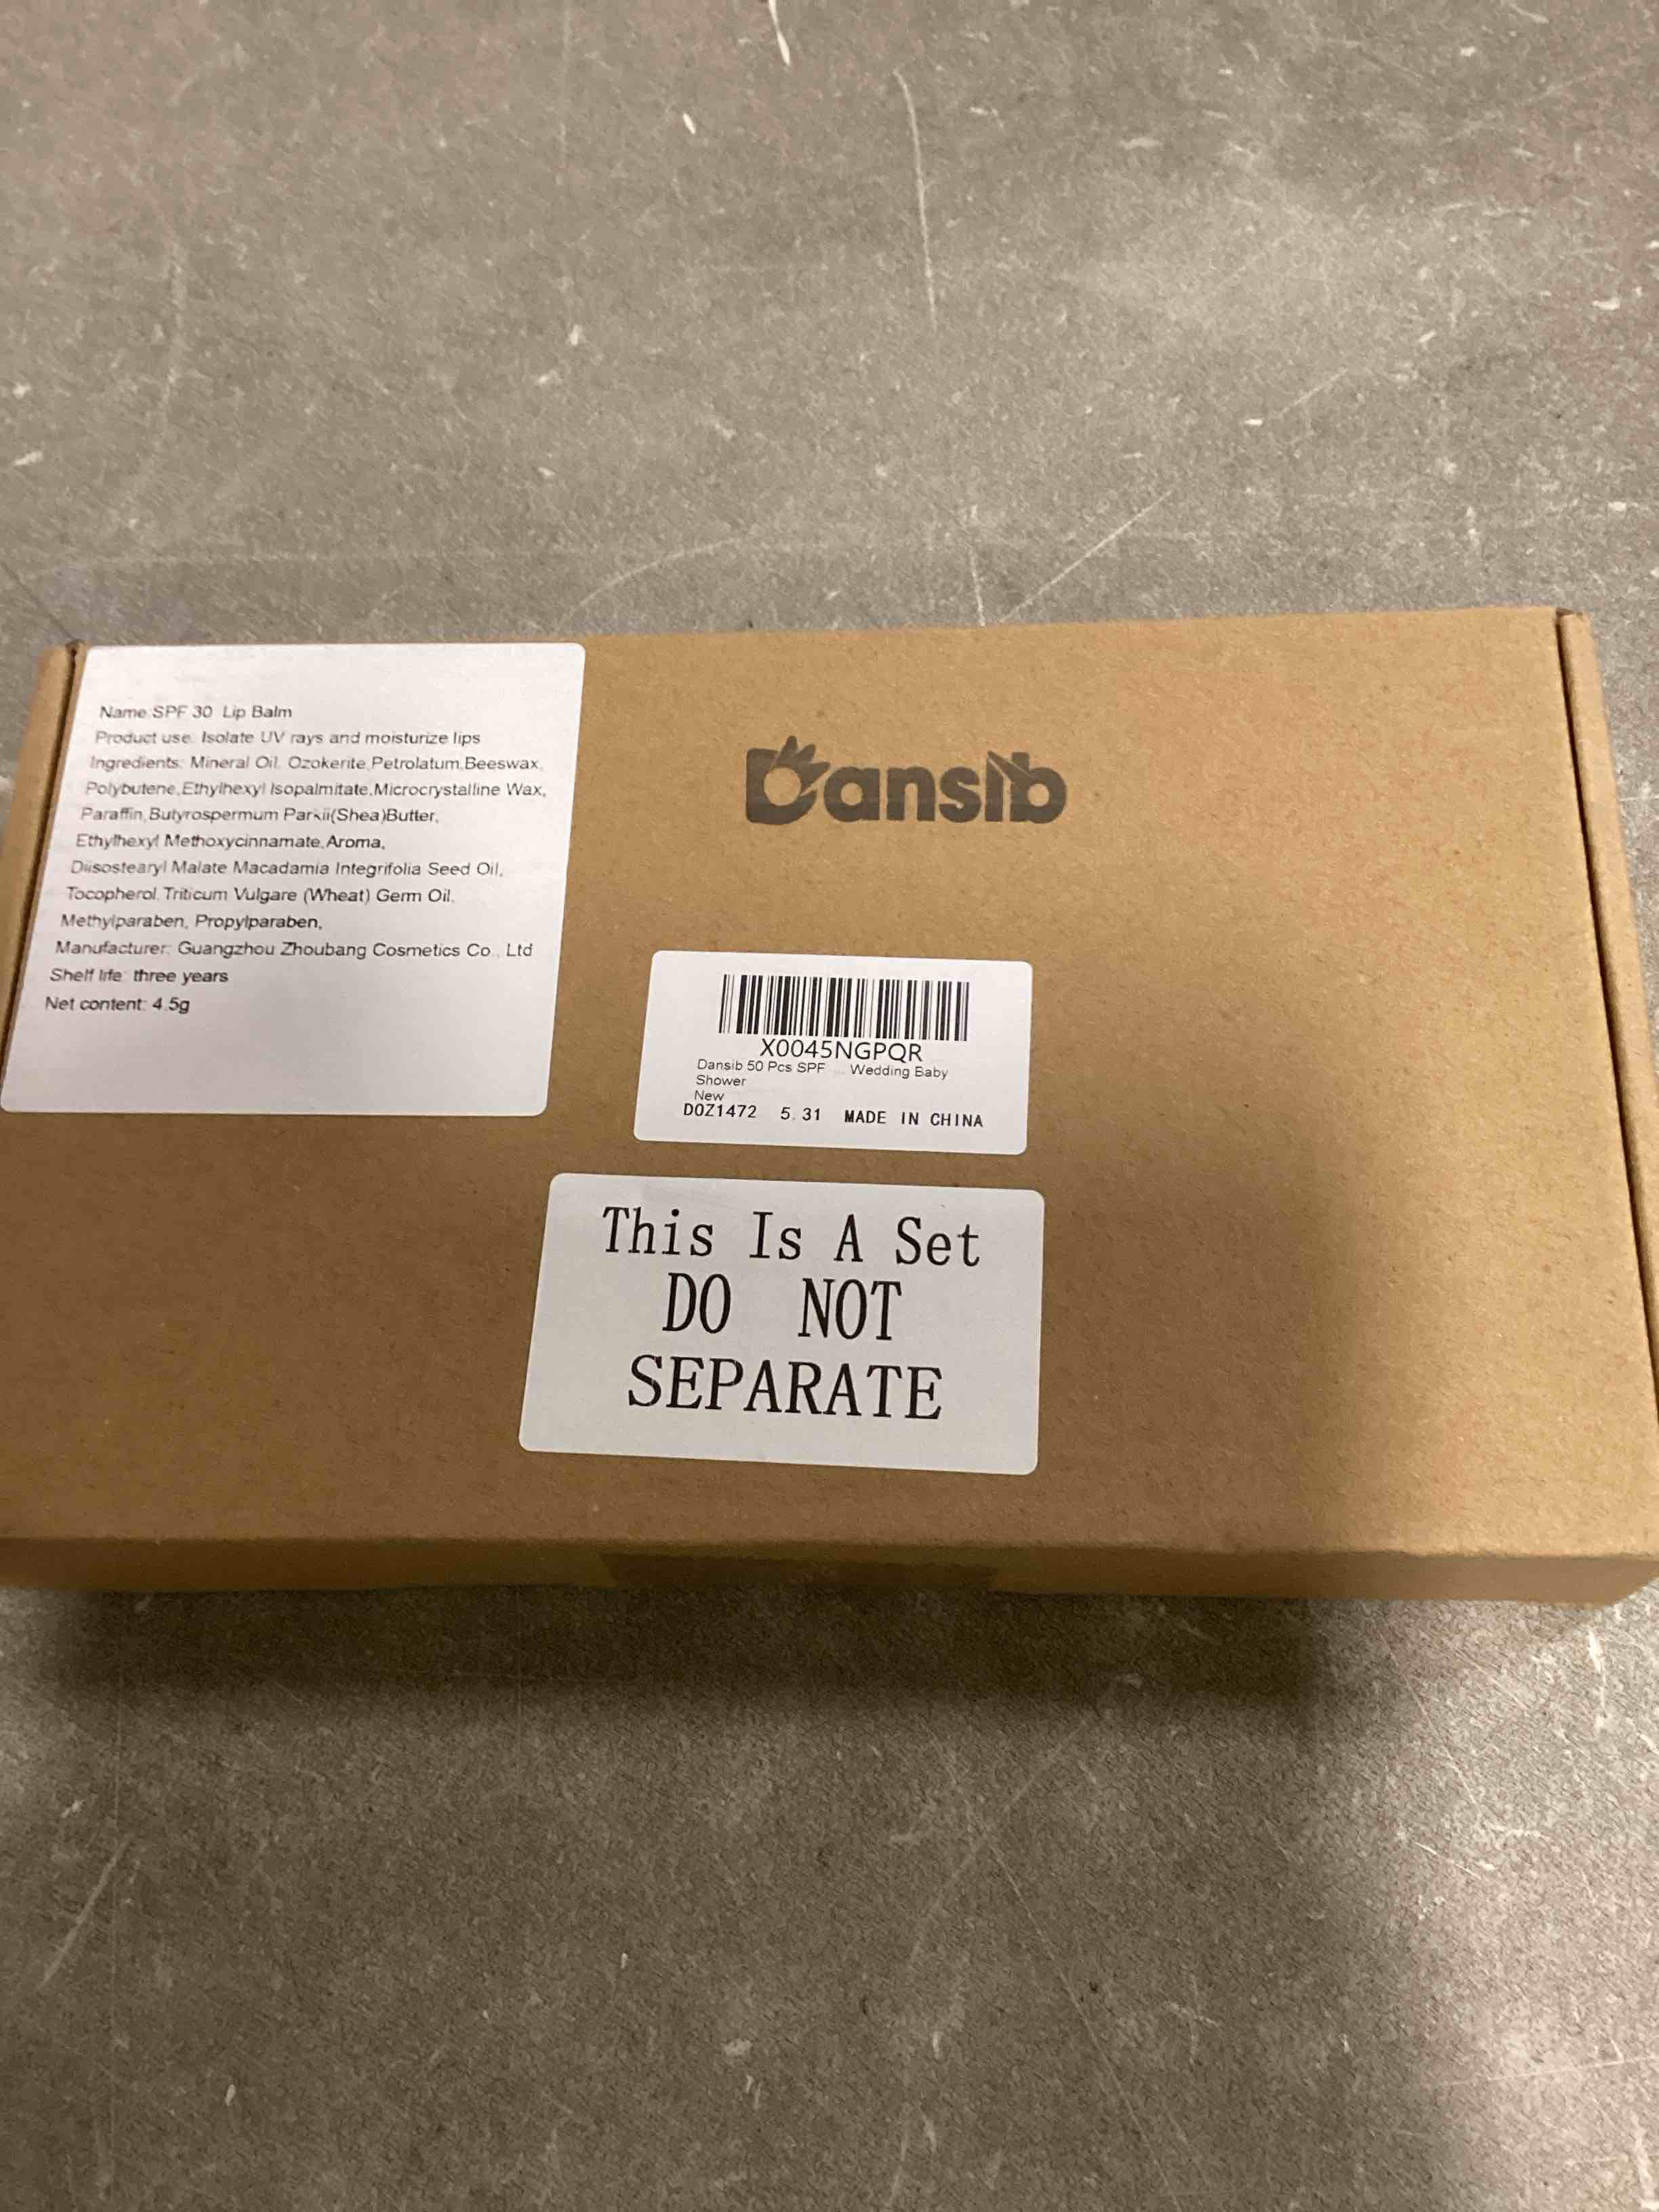 Name:SPF 30 Lip Balm
Product use: Isolate UV rays and moisturize lips
Ingredients: Mineral Oil, Ozokerite,Petrolatum,Beeswax,
Polybutene,Ethylhexyl Isopalmitate,Microcrystalline Wax,
Paraffin,Butyrospermum Parkii(Shea)Butter,
Ethylhexyl Methoxycinnamate,Aroma,
Diisostearyl Malate Macadamia Integrifolia Seed Oil,
Tocopherol,Triticum Vulgare (Wheat) Germ Oil,
Methylparaben, Propylparaben,
Manufacturer: Guangzhou Zhoubang Cosmetics Co., Ltd
Shelf life: three years
Net content: 4.5g
Dansib
X0045NGPQR
Dansib 50 Pcs SPF ... Wedding Baby
Shower
New
DOZ1472 5.31 MADE IN CHINA
This Is A Set
DO NOT
SEPARATE